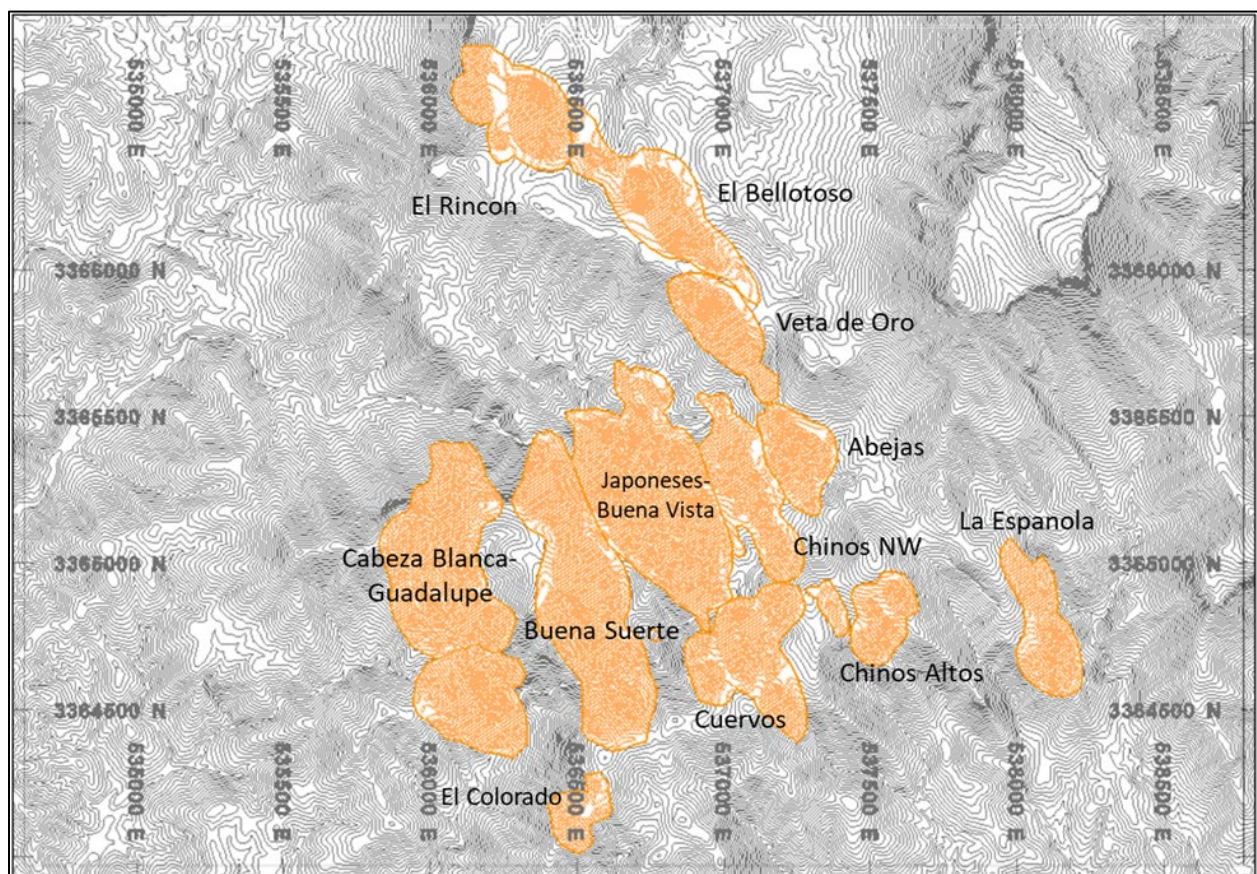 535000 E
535500 E
536000 E
536500 E
537000 E
537500 E
538000 E
538500 E
El Rincon
El Bellotoso
3366000 N
3366000 N
Veta de Oro
3365500 N
3365500 N
Abejas
Japoneses-
Buena Vista
La Espanola
Chinos NW
3365000 N
3365000 N
Cabeza Blanca-
Guadalupe
Buena Suerte
Chinos Altos
3364500 N
3364500 N
Cuervos
El Colorado
535000 E
535500 E
536000 E
536500 E
537000 E
537500 E
538000 E
538500 E